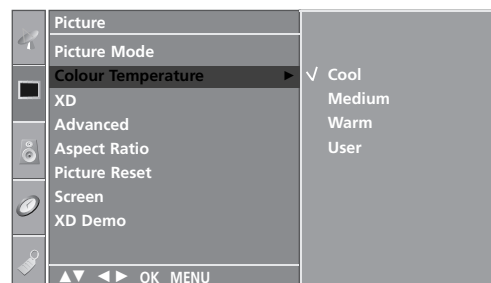 Picture
Picture Mode
Colour Temperature
XD
Advanced
Aspect Ratio
Picture Reset
Screen
XD Demo
OK MENU
√ Cool
Medium
Warm
User